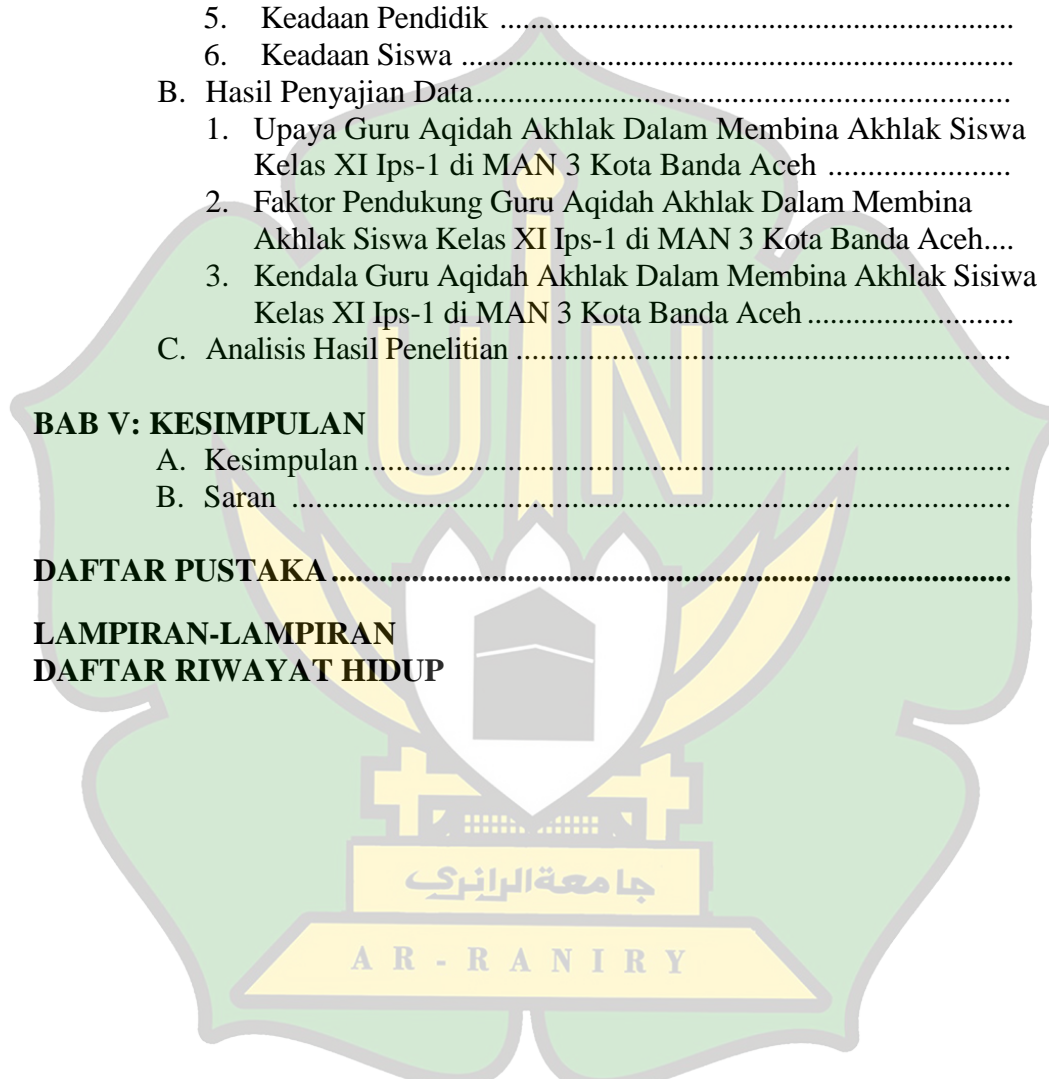 5. Keadaan Pendidik ................................................................
6. Keadaan Siswa .....................................................................
B. Hasil Penyajian Data....................................................................
1. Upaya Guru Aqidah Akhlak Dalam Membina Akhlak Siswa
Kelas XI Ips-1 di MAN 3 Kota Banda Aceh .......................
2. Faktor Pendukung Guru Aqidah Akhlak Dalam Membina
Akhlak Siswa Kelas XI Ips-1 di MAN 3 Kota Banda Aceh....
3. Kendala Guru Aqidah Akhlak Dalam Membina Akhlak Sisiwa
Kelas XI Ips-1 di MAN 3 Kota Banda Aceh ..........................
C. Analisis Hasil Penelitian ...............................................................
UIN
BAB V: KESIMPULAN
A. Kesimpulan ..................................................................................
B. Saran ...........................................................................................
DAFTAR PUSTAKA ......................................................................................
LAMPIRAN-LAMPIRAN
DAFTAR RIWAYAT HIDUP
جامعةالرانري
AR-RANIRY